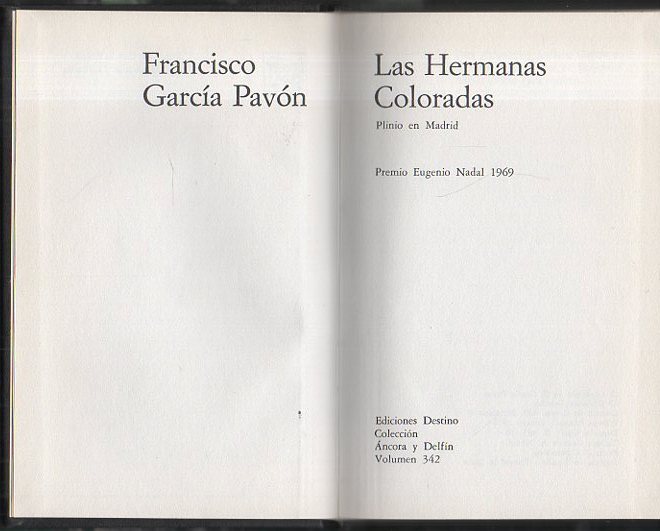 Francisco
García Pavón
Las Hermanas
Coloradas
Plinio en Madrid
Premio Eugenio Nadal 1969
Ediciones Destino
Colección
Áncora y Delfín
Volumen 342